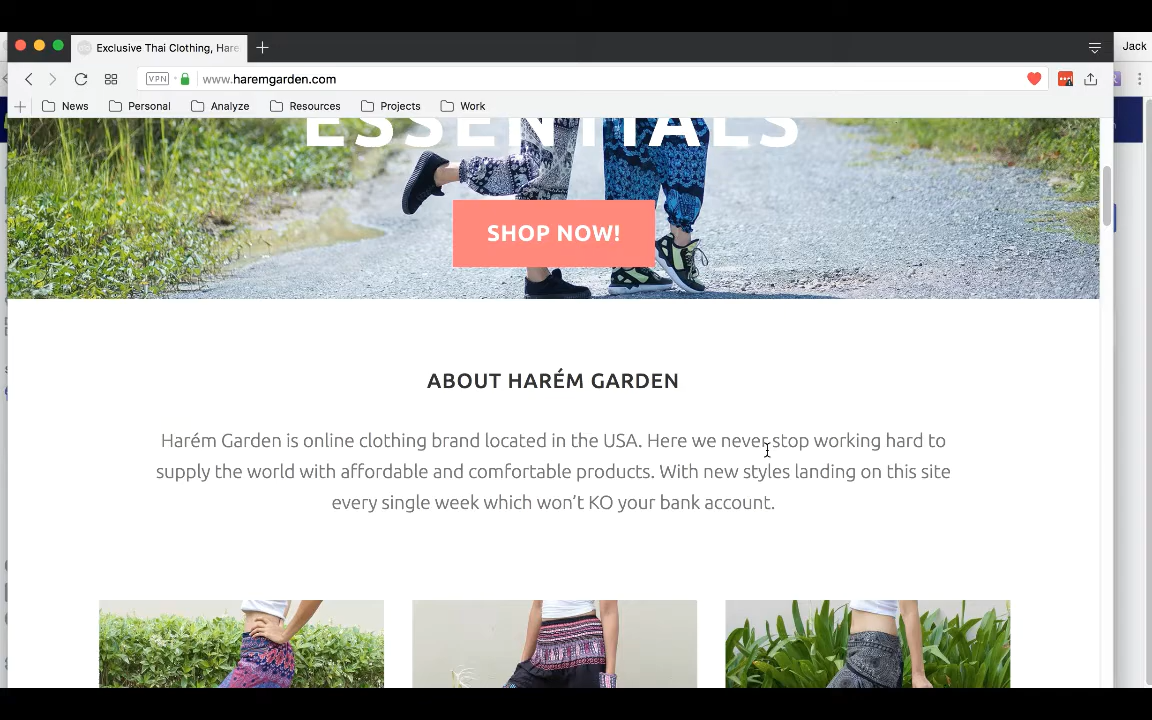 Exclusive Thai Clothing, Hare
Jack
VPN
www.haremgarden.com
News
Personal
Analyze
Resources
Projects
Work
ESSENTIALS
SHOP NOW!
ABOUT HARÉM GARDEN
Harém Garden is online clothing brand located in the USA. Here we never stop working hard to
supply the world with affordable and comfortable products. With new styles landing on this site
every single week which won't KO your bank account.